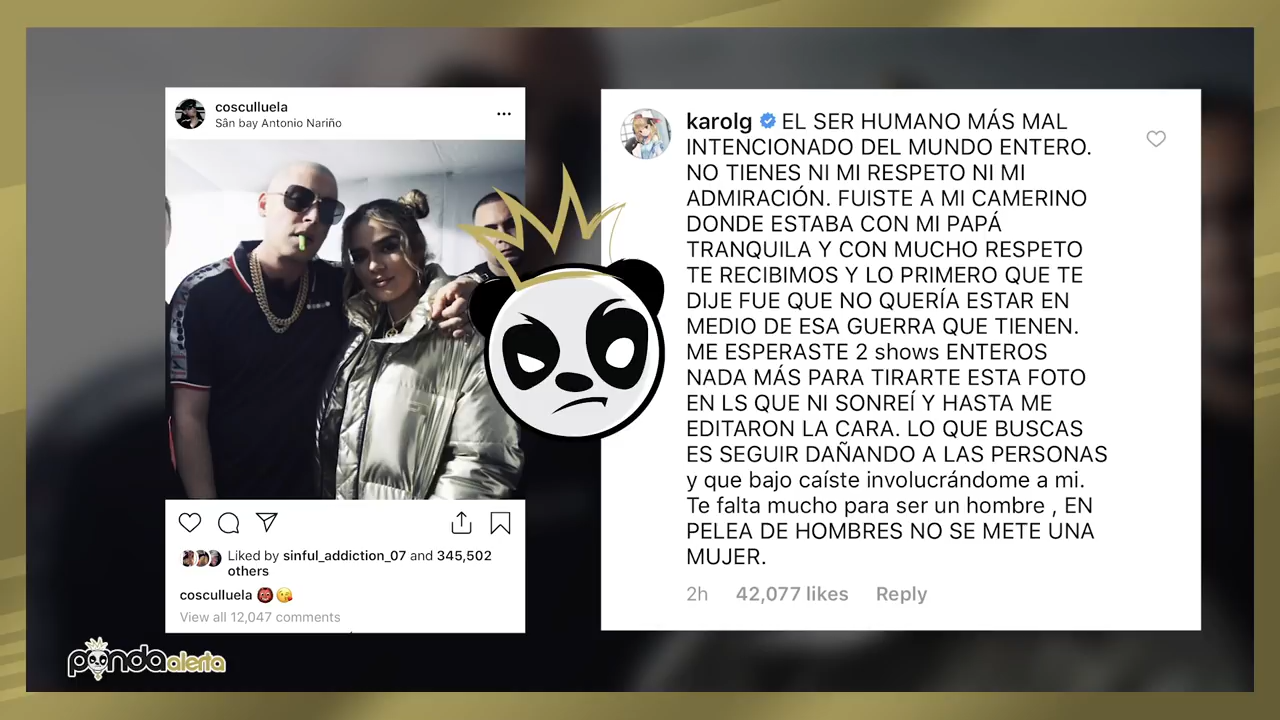 cosculluela
Sân bay Antonio Nariño
Liked by sinful_addiction_07 and 345,502
others
cosculluela
View all 12,047 comments
karolg EL SER HUMANO MÁS MAL
INTENCIONADO DEL MUNDO ENTERO.
NO TIENES NI MI RESPETO NI MI
ADMIRACIÓN. FUISTE A MI CAMERINO
DONDE ESTABA CON MI PAPÁ
TRANQUILA Y CON MUCHO RESPETO
TE RECIBIMOS Y LO PRIMERO QUE TE
DIJE FUE QUE NO QUERÍA ESTAR EN
MEDIO DE ESA GUERRA QUE TIENEN.
ME ESPERASTE 2 shows ENTEROS
NADA MÁS PARA TIRARTE ESTA FOTO
EN LS QUE NI SONREÍ Y HASTA ME
EDITARON LA CARA. LO QUE BUSCAS
ES SEGUIR DAÑANDO A LAS PERSONAS
y que bajo caíste involucrándome a mi.
Te falta mucho para ser un hombre , EN
PELEA DE HOMBRES NO SE METE UNA
MUJER.
2h 42,077 likes Reply
pandaalerta